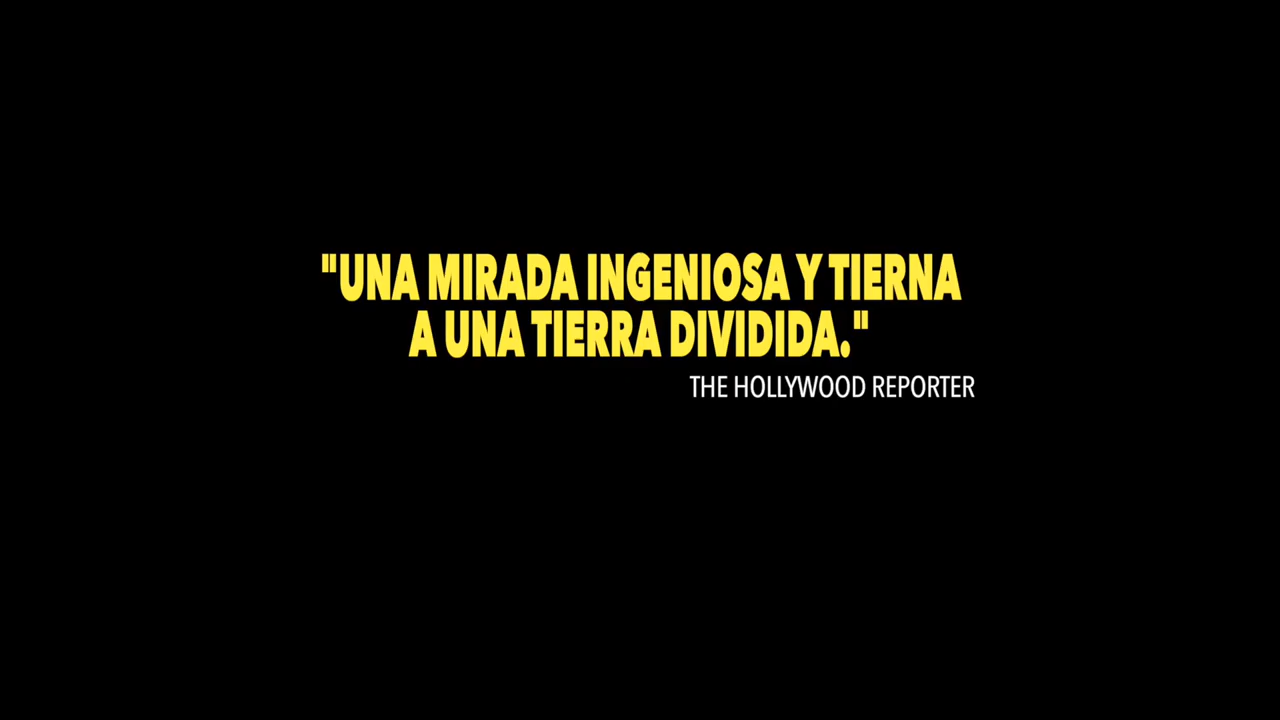 "UNA MIRADA INGENIOSA Y TIERNA
A UNA TIERRA DIVIDIDA."
THE HOLLYWOOD REPORTER